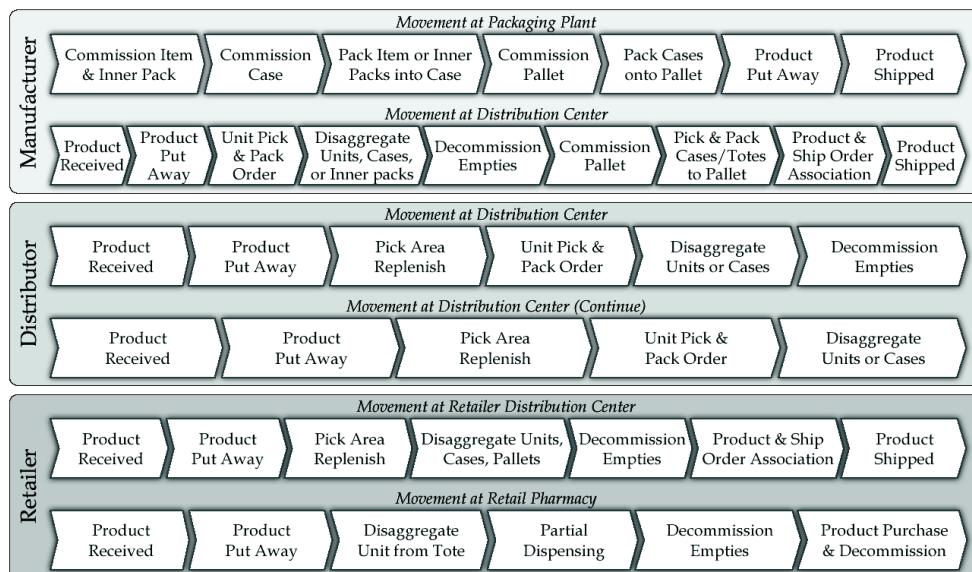 Manufacturer
Movement at Packaging Plant
Commission Item
& Inner Pack
Commission
Case
Pack Item or Inner
Packs into Case
Commission
Pallet
Pack Cases
onto Pallet
Product
Put Away
Product
Shipped
Movement at Distribution Center
Product
Received
Product
Put
Away
Unit Pick
& Pack
Order
Disaggregate
Units, Cases,
or Inner packs
Decommission
Empties
Commission
Pallet
Pick & Pack
Cases/Totes
to Pallet
Product &
Ship Order
Association
Product
Shipped
Distributor
Movement at Distribution Center
Product
Received
Product
Put Away
Pick Area
Replenish
Unit Pick &
Pack Order
Disaggregate
Units or Cases
Decommission
Empties
Movement at Distribution Center (Continue)
Product
Received
Product
Put Away
Pick Area
Replenish
Unit Pick &
Pack Order
Disaggregate
Units or Cases
Retailer
Movement at Retailer Distribution Center
Product
Received
Product
Put Away
Pick Area
Replenish
Disaggregate Units,
Cases, Pallets
Decommission
Empties
Product & Ship
Order Association
Product
Shipped
Movement at Retail Pharmacy
Product
Received
Product
Put Away
Disaggregate
Unit from Tote
Partial
Dispensing
Decommission
Empties
Product Purchase
& Decommission